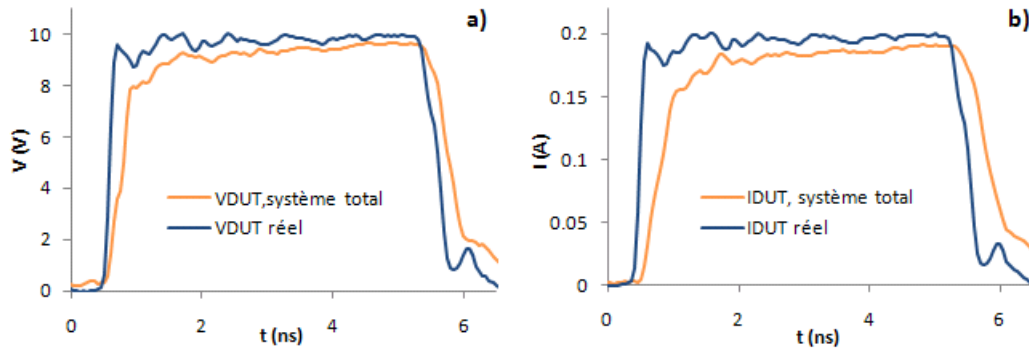 a)
10
8
6
4
2
0
V (V)
VDUT,système total
VDUT réel
0
2
4
6
t (ns)
b)
0.2
0.15
0.1
0.05
0
I (A)
IDUT, système total
IDUT réel
0
2
4
6
t (ns)